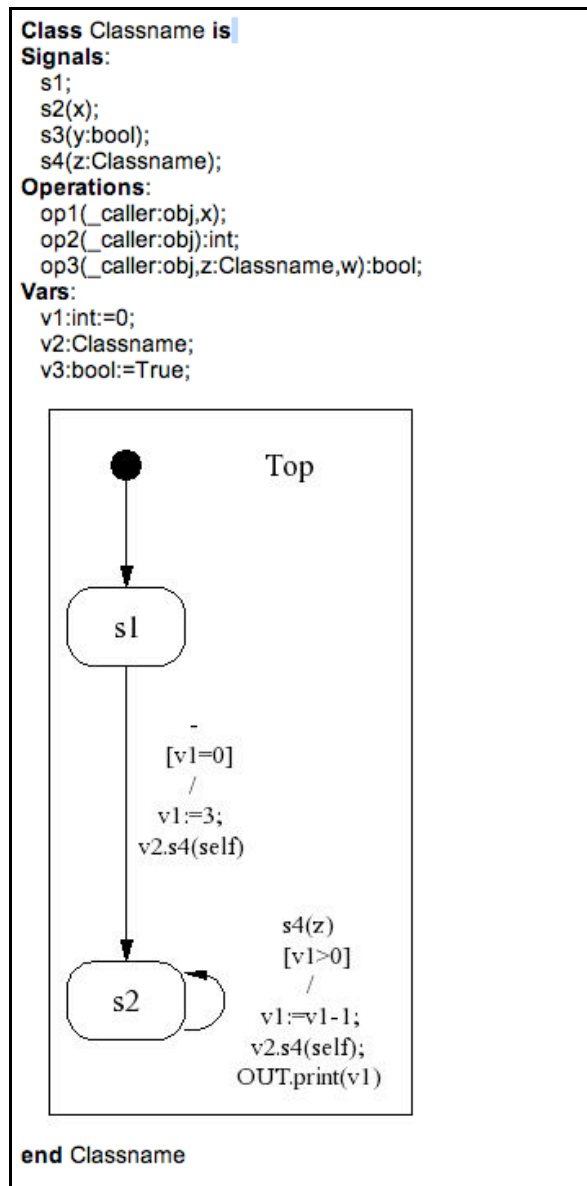 Class Classname is
Signals:
s1;
s2(x);
s3(y:bool);
s4(z:Classname);
Operations:
op1(_caller:obj,x);
op2(_caller:obj):int;
op3(_caller:obj,z:Classname,w):bool;
Vars:
v1:int:=0;
v2:Classname;
v3:bool:=True;
Top
s1
-
[v1=0]
/
v1:=3;
v2.s4(self)
s2
s4(z)
[v1>0]
/
v1:=v1-1;
v2.s4(self);
OUT.print(v1)
end Classname